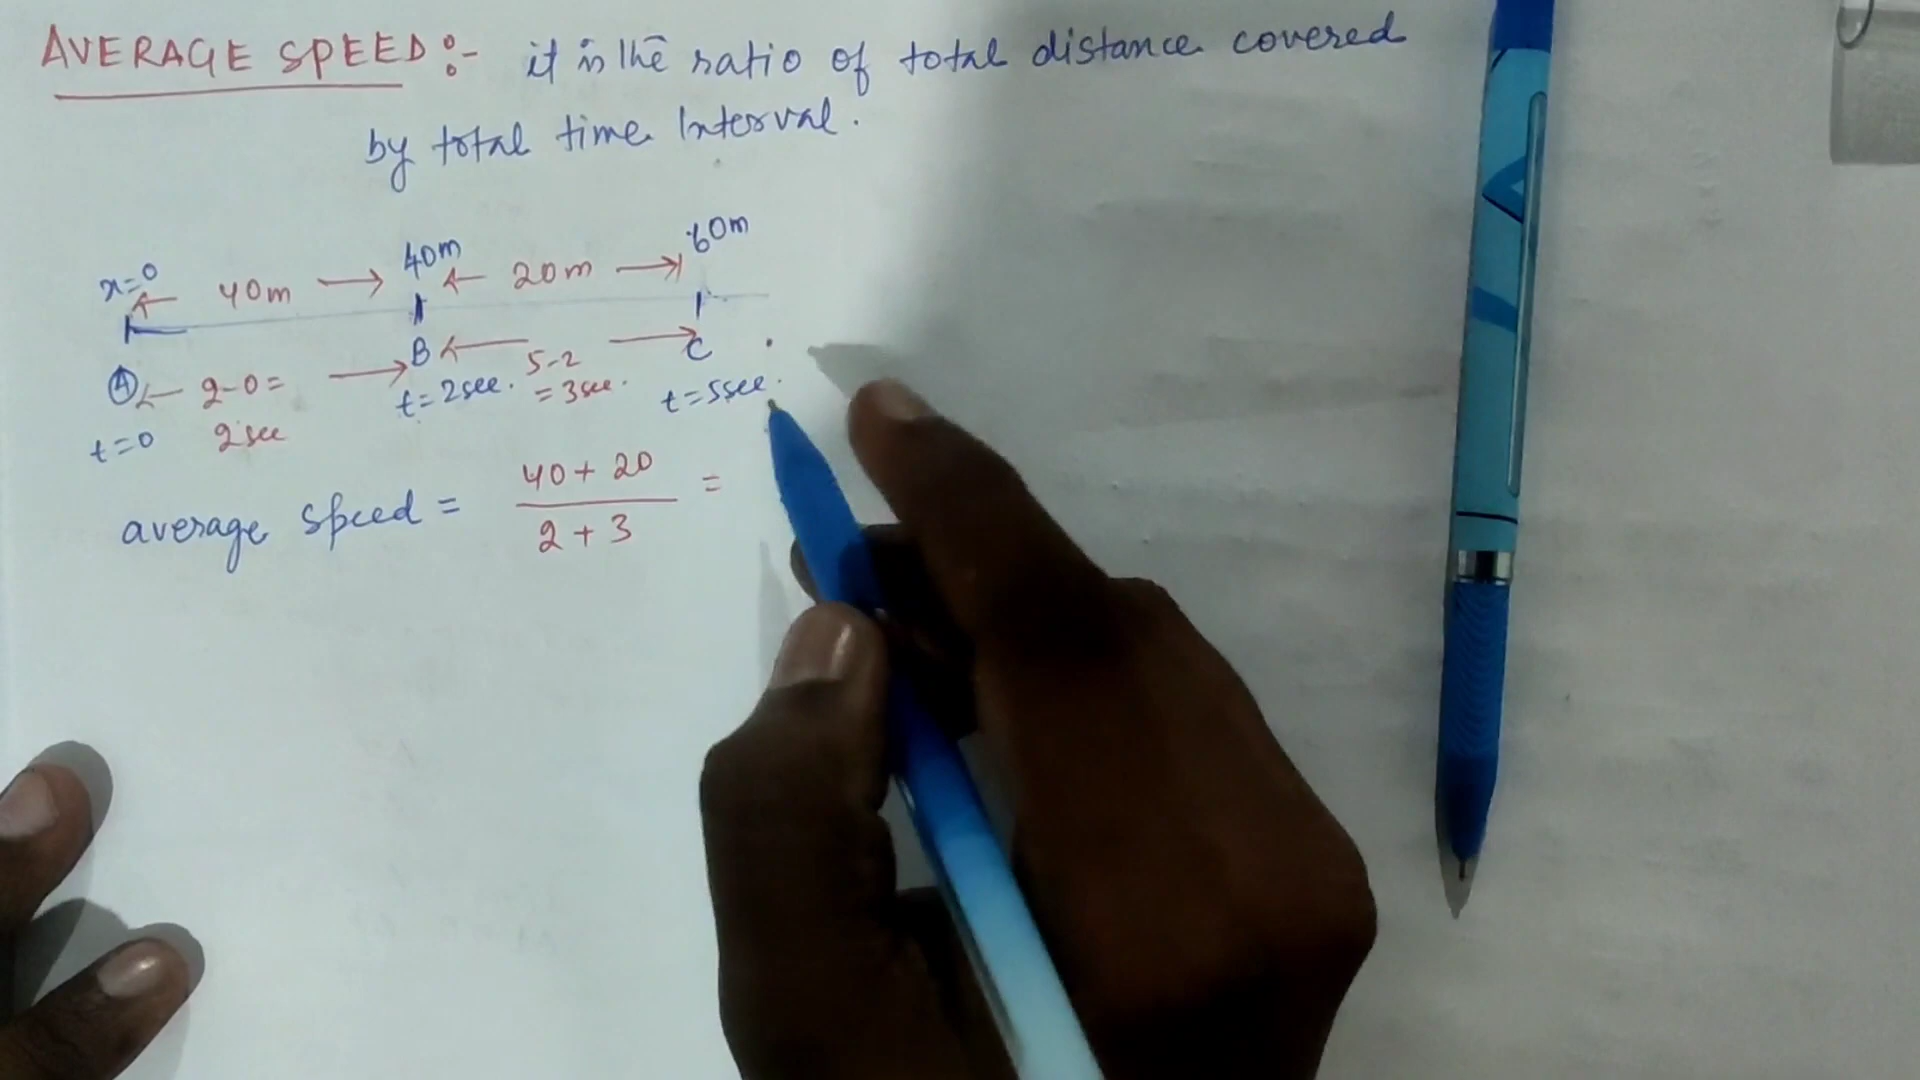 AVERAGE SPEED :- it is the ratio of total distance covered
by total time Interval.
x=0 40m 60m
← 40m → ← 20m →
A B C
← 2-0= → ← 5-2 →
t=0 2sec t=2sec. =3sec. t=5sec.
average speed = 40 + 20 =
2 + 3